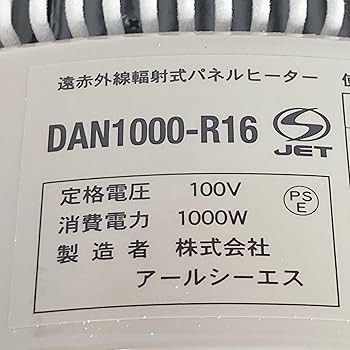 遠赤外線輻射式パネルヒーター
DAN1000-R16
S
JET
定格電圧 100V
消費電力 1000W
PS
E
製造者 株式会社
アールシーエス
使